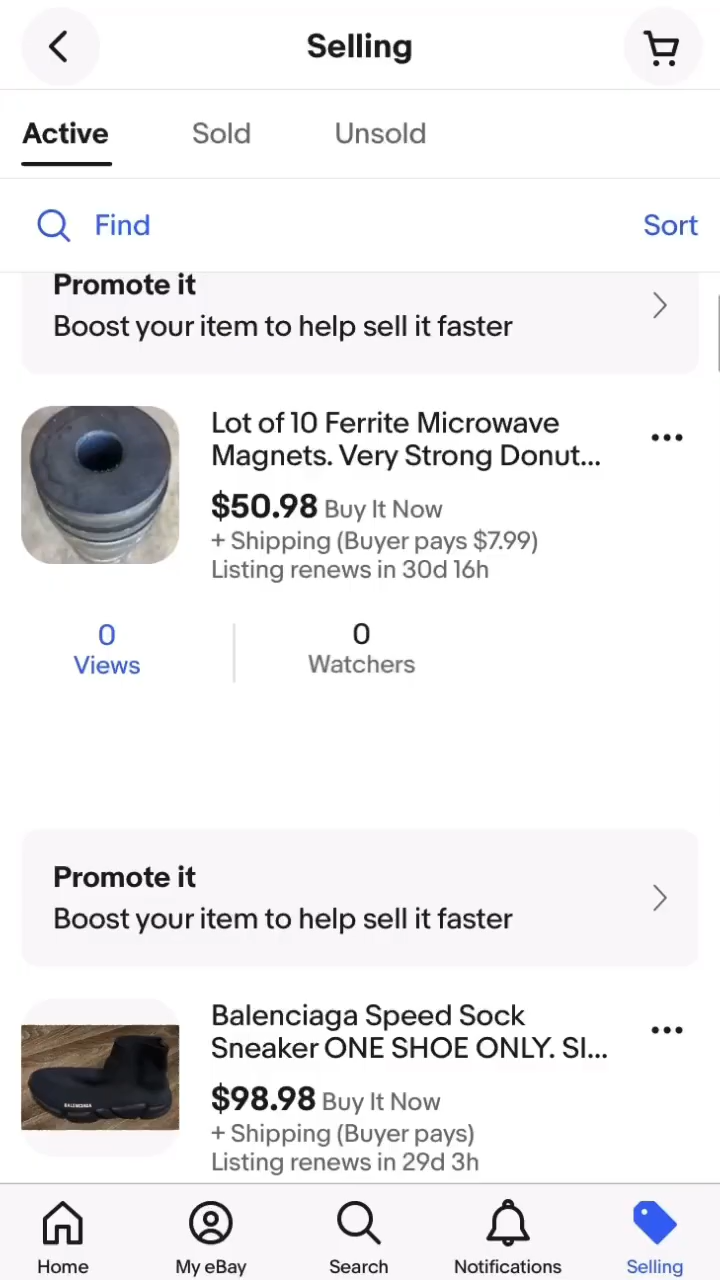 Selling
Active
Sold
Unsold
Find
Sort
Promote it
Boost your item to help sell it faster
Lot of 10 Ferrite Microwave
Magnets. Very Strong Donut...
$50.98 Buy It Now
+ Shipping (Buyer pays $7.99)
Listing renews in 30d 16h
0
Views
0
Watchers
Promote it
Boost your item to help sell it faster
Balenciaga Speed Sock
Sneaker ONE SHOE ONLY. SI...
$98.98 Buy It Now
+ Shipping (Buyer pays)
Listing renews in 29d 3h
BALENCIAGA
Home
My eBay
Search
Notifications
Selling